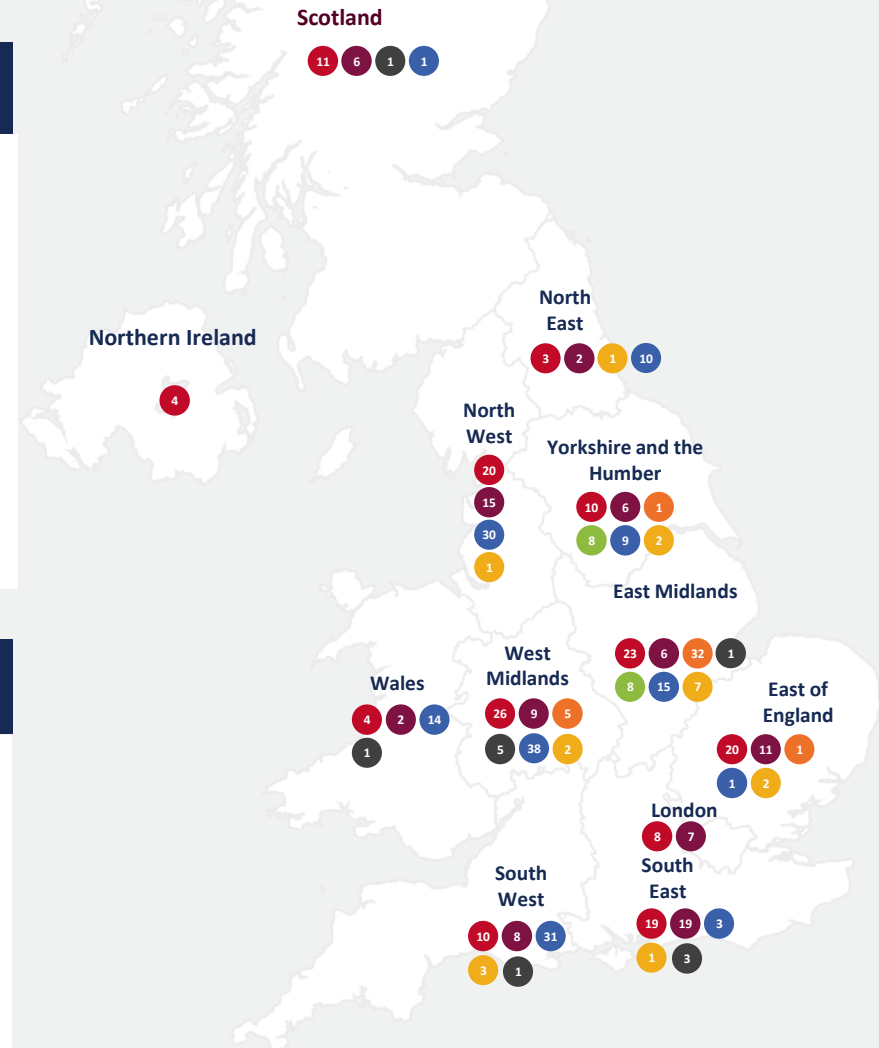 Scotland
11 6 1 1
North
East
3 2 1 10
Northern Ireland
4
North
West
20
15
30
1
Yorkshire and the
Humber
10 6 1
8 9 2
East Midlands
23 6 32 1
8 15 7
West
Midlands
26 9 5
5 38 2
Wales
4 2 14
1
East of
England
20 11 1
1 2
London
8 7
South
East
19 19 3
1 3
South
West
10 8 31
3 1